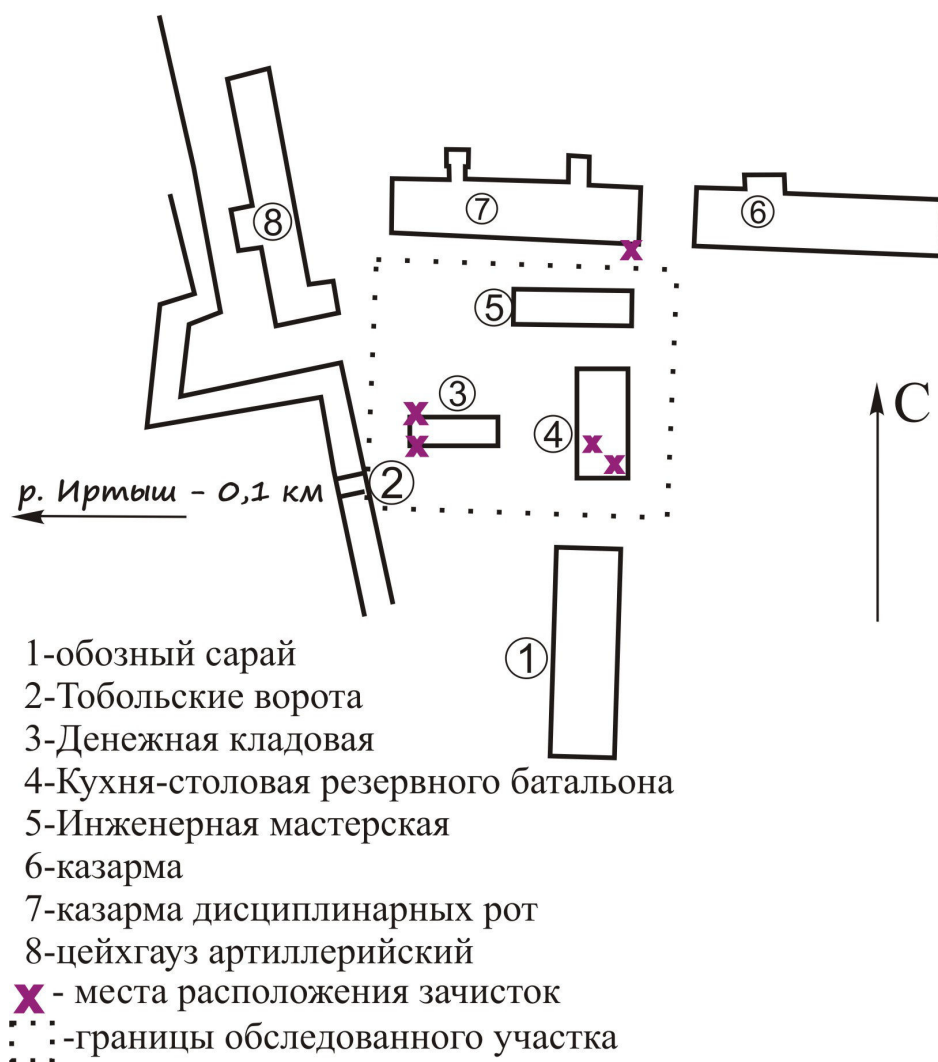 8
7
6
5
3
4
2
1
С
р. Иртыш - 0,1 км
1-обозный сарай
2-Тобольские ворота
3-Денежная кладовая
4-Кухня-столовая резервного батальона
5-Инженерная мастерская
6-казарма
7-казарма дисциплинарных рот
8-цейхгауз артиллерийский
х - места расположения зачисток
-границы обследованного участка